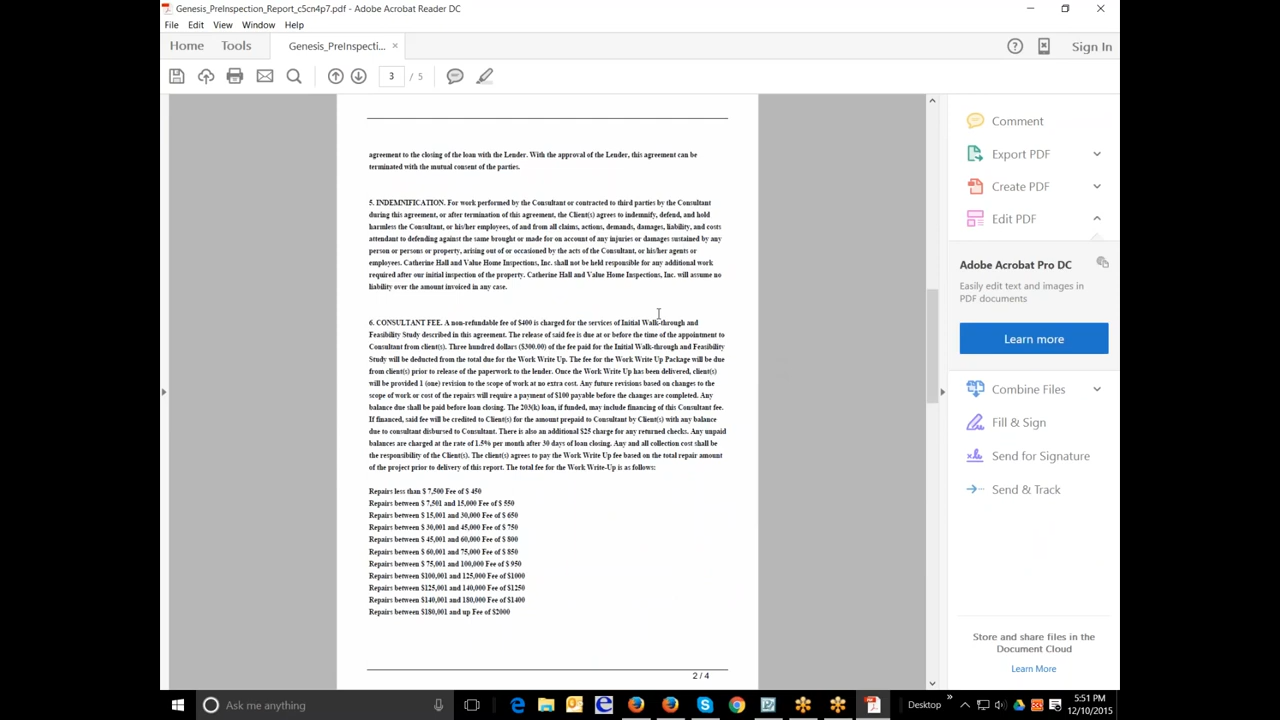 Genesis_PreInspection_Report_c5cn4p7.pdf - Adobe Acrobat Reader DC
File Edit View Window Help
Home Tools Genesis_PreInspecti... × Sign In
3 / 5
agreement to the closing of the loan with the Lender. With the approval of the Lender, this agreement can be
terminated with the mutual consent of the parties.
5. INDEMNIFICATION. For work performed by the Consultant or contracted to third parties by the Consultant
during this agreement, or after termination of this agreement, the Client(s) agrees to indemnify, defend, and hold
harmless the Consultant, or his/her employees, of and from all claims, actions, demands, damages, liability, and costs
attendant to defending against the same brought or made for on account of any injuries or damages sustained by any
person or persons or property, arising out of or occasioned by the acts of the Consultant, or his/her agents or
employees. Catherine Hall and Value Home Inspections, Inc. shall not be held responsible for any additional work
required after our initial inspection of the property. Catherine Hall and Value Home Inspections, Inc. will assume no
liability over the amount invoiced in any case.
6. CONSULTANT FEE. A non-refundable fee of $400 is charged for the services of Initial Walk-through and
Feasibility Study described in this agreement. The release of said fee is due at or before the time of the appointment to
Consultant from client(s). Three hundred dollars ($300.00) of the fee paid for the Initial Walk-through and Feasibility
Study will be deducted from the total due for the Work Write Up. The fee for the Work Write Up Package will be due
from client(s) prior to release of the paperwork to the lender. Once the Work Write Up has been delivered, client(s)
will be provided 1 (one) revision to the scope of work at no extra cost. Any future revisions based on changes to the
scope of work or cost of the repairs will require a payment of $100 payable before the changes are completed. Any
balance due shall be paid before loan closing. The 203(k) loan, if funded, may include financing of this Consultant fee.
If financed, said fee will be credited to Client(s) for the amount prepaid to Consultant by Client(s) with any balance
due to consultant disbursed to Consultant. There is also an additional $25 charge for any returned checks. Any unpaid
balances are charged at the rate of 1.5% per month after 30 days of loan closing. Any and all collection cost shall be
the responsibility of the Client(s). The client(s) agrees to pay the Work Write Up fee based on the total repair amount
of the project prior to delivery of this report. The total fee for the Work Write-Up is as follows:
Repairs less than $ 7,500 Fee of $ 450
Repairs between $ 7,501 and 15,000 Fee of $ 550
Repairs between $ 15,001 and 30,000 Fee of $ 650
Repairs between $ 30,001 and 45,000 Fee of $ 750
Repairs between $ 45,001 and 60,000 Fee of $ 800
Repairs between $ 60,001 and 75,000 Fee of $ 850
Repairs between $ 75,001 and 100,000 Fee of $ 950
Repairs between $100,001 and 125,000 Fee of $1000
Repairs between $125,001 and 140,000 Fee of $1250
Repairs between $140,001 and 180,000 Fee of $1400
Repairs between $180,001 and up Fee of $2000
2 / 4
Comment
Export PDF
Create PDF
Edit PDF
Adobe Acrobat Pro DC
Easily edit text and images in
PDF documents
Learn more
Combine Files
Fill & Sign
Send for Signature
Send & Track
Store and share files in the
Document Cloud
Learn More
Ask me anything
Desktop
5:51 PM
12/10/2015